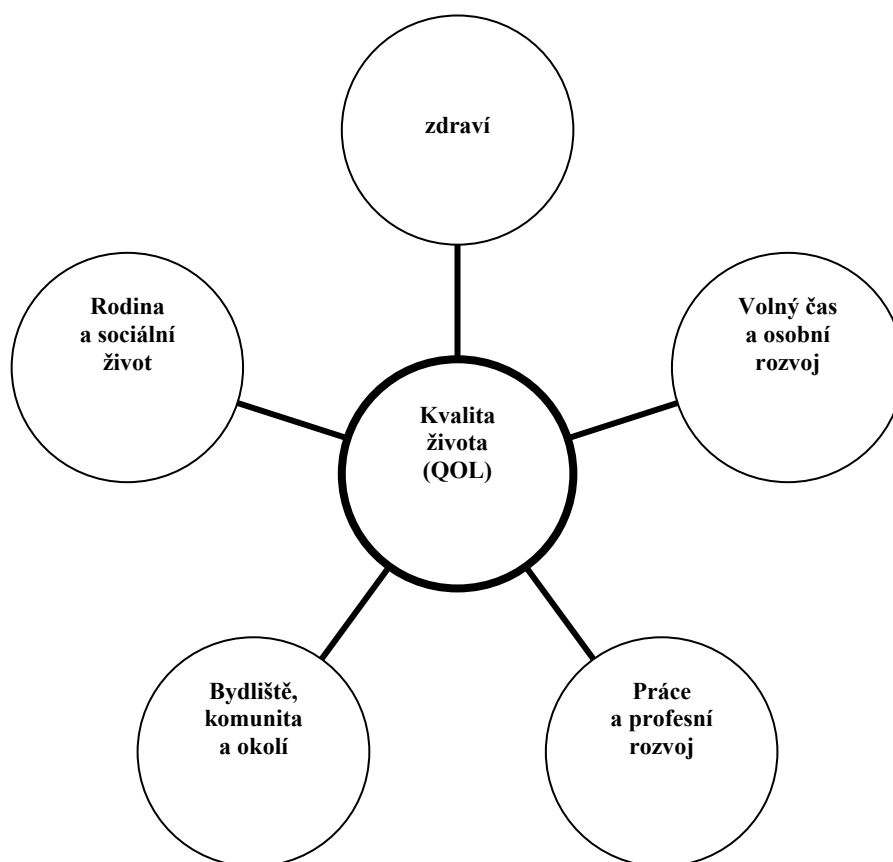 zdraví
Rodina
a sociální
život
Volný čas
a osobní
rozvoj
Kvalita
života
(QOL)
Bydliště,
komunita
a okolí
Práce
a profesní
rozvoj